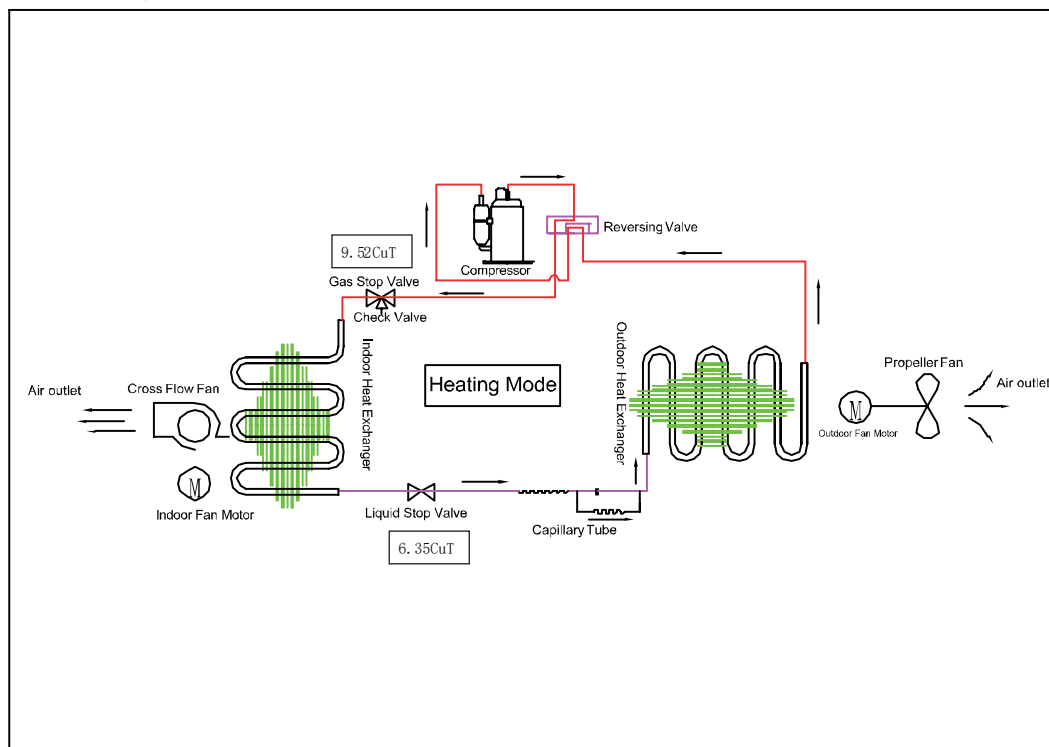 Reversing Valve
Compressor
9.52CuT
Gas Stop Valve
Check Valve
Indoor Heat Exchanger
Outdoor Heat Exchanger
Heating Mode
Propeller Fan
Air outlet
Cross Flow Fan
Air outlet
M
Outdoor Fan Motor
M
Indoor Fan Motor
Liquid Stop Valve
Capillary Tube
6.35CuT